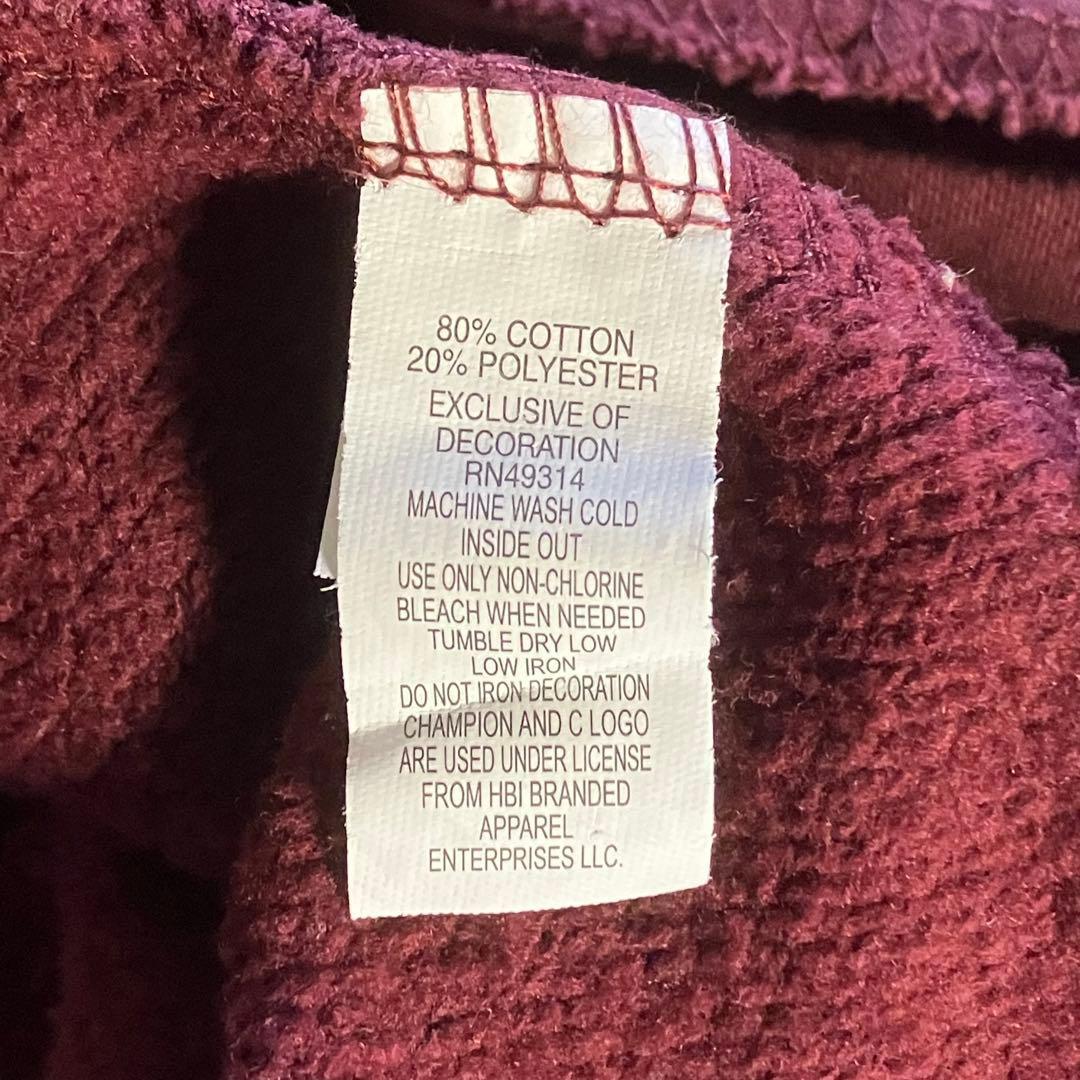 80% COTTON
20% POLYESTER
EXCLUSIVE OF
DECORATION
RN49314
MACHINE WASH COLD
INSIDE OUT
USE ONLY NON-CHLORINE
BLEACH WHEN NEEDED
TUMBLE DRY LOW
LOW IRON
DO NOT IRON DECORATION
CHAMPION AND C LOGO
ARE USED UNDER LICENSE
FROM HBI BRANDED
APPAREL
ENTERPRISES LLC.